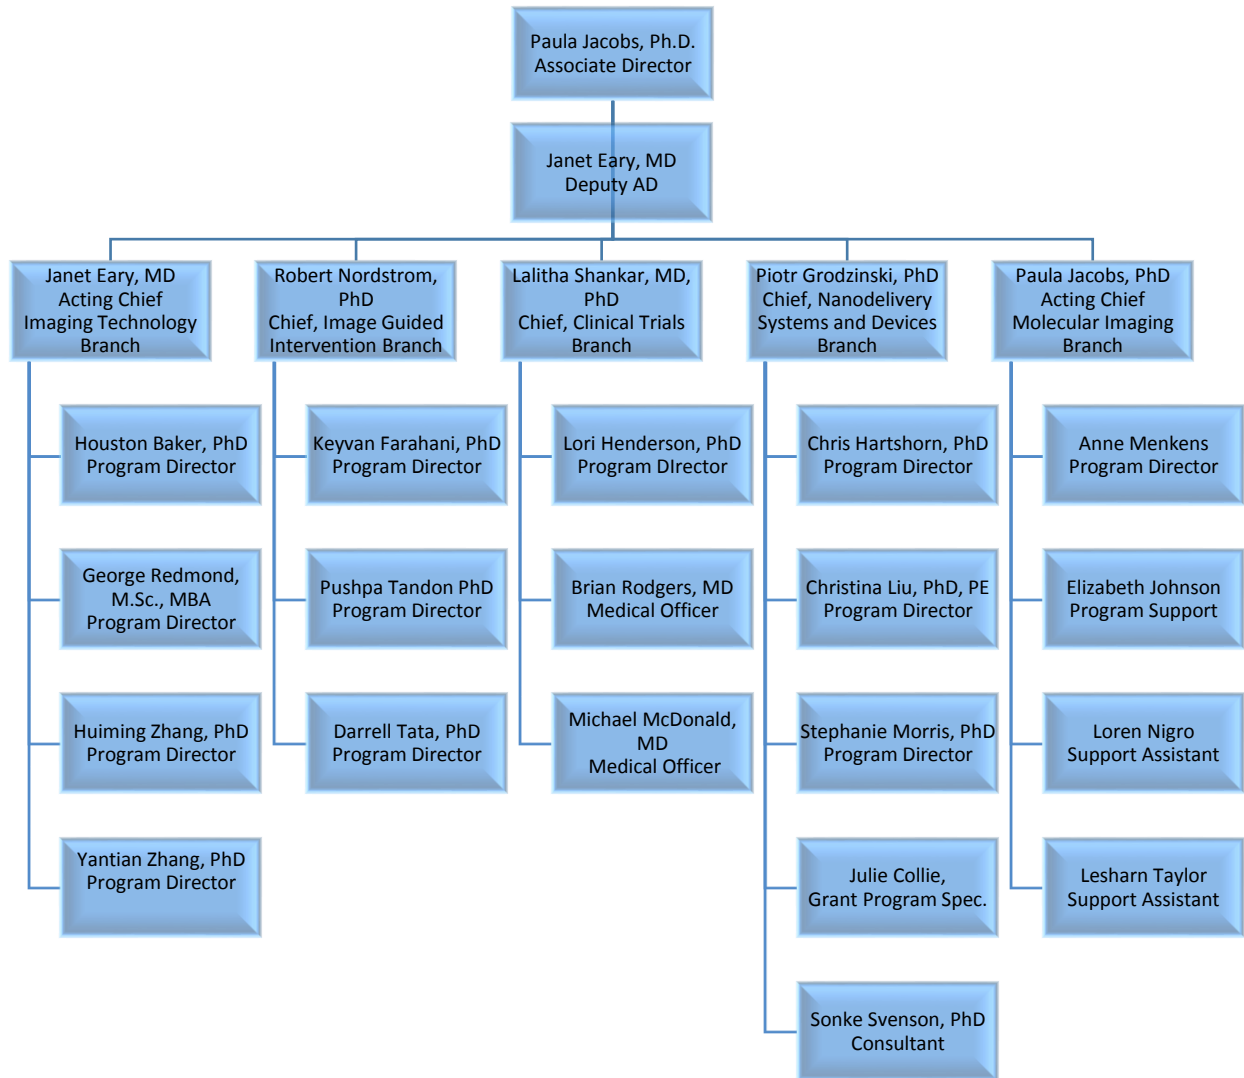 Paula Jacobs, Ph.D.
Associate Director
Janet Eary, MD
Deputy AD
Janet Eary, MD
Acting Chief
Imaging Technology
Branch
Robert Nordstrom,
PhD
Chief, Image Guided
Intervention Branch
Lalitha Shankar, MD,
PhD
Chief, Clinical Trials
Branch
Piotr Grodzinski, PhD
Chief, Nanodelivery
Systems and Devices
Branch
Paula Jacobs, PhD
Acting Chief
Molecular Imaging
Branch
Houston Baker, PhD
Program Director
George Redmond,
M.Sc., MBA
Program Director
Huiming Zhang, PhD
Program Director
Yantian Zhang, PhD
Program Director
Keyvan Farahani, PhD
Program Director
Pushpa Tandon PhD
Program Director
Darrell Tata, PhD
Program Director
Lori Henderson, PhD
Program DIrector
Brian Rodgers, MD
Medical Officer
Michael McDonald,
MD
Medical Officer
Chris Hartshorn, PhD
Program Director
Christina Liu, PhD, PE
Program Director
Stephanie Morris, PhD
Program Director
Julie Collie,
Grant Program Spec.
Sonke Svenson, PhD
Consultant
Anne Menkens
Program Director
Elizabeth Johnson
Program Support
Loren Nigro
Support Assistant
Lesharn Taylor
Support Assistant